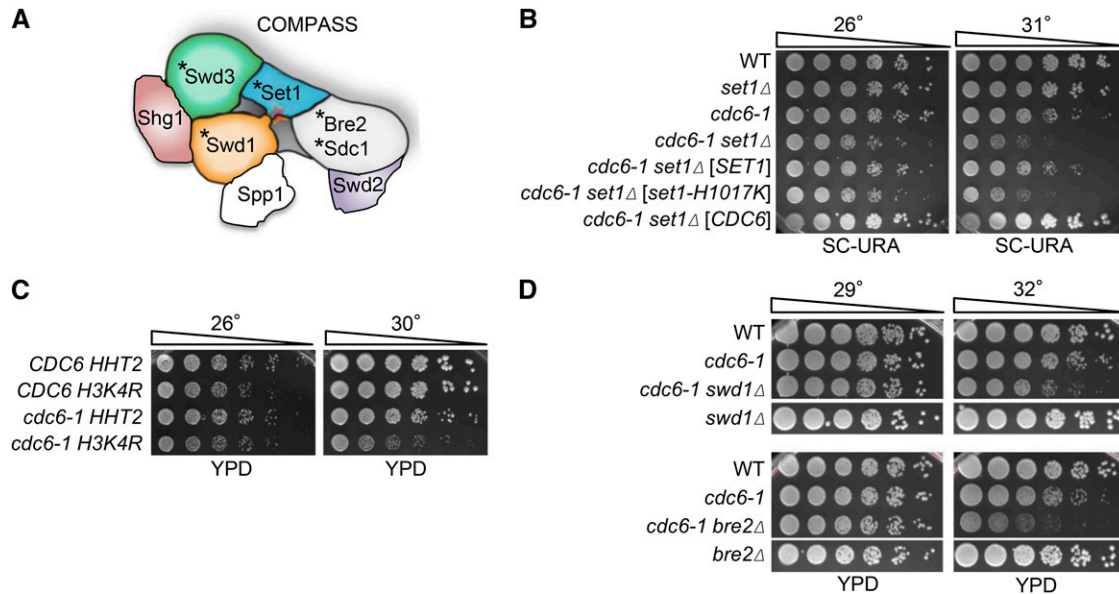 A
COMPASS
*Swd3
*Set1
Shg1
*Bre2
*Sdc1
*Swd1
Swd2
Spp1
B
26° 31°
WT
set1Δ
cdc6-1
cdc6-1 set1Δ
cdc6-1 set1Δ [SET1]
cdc6-1 set1Δ [set1-H1017K]
cdc6-1 set1Δ [CDC6]
SC-URA SC-URA
C
26° 30°
CDC6 HHT2
CDC6 H3K4R
cdc6-1 HHT2
cdc6-1 H3K4R
YPD YPD
D
29° 32°
WT
cdc6-1
cdc6-1 swd1Δ
swd1Δ
WT
cdc6-1
cdc6-1 bre2Δ
bre2Δ
YPD YPD